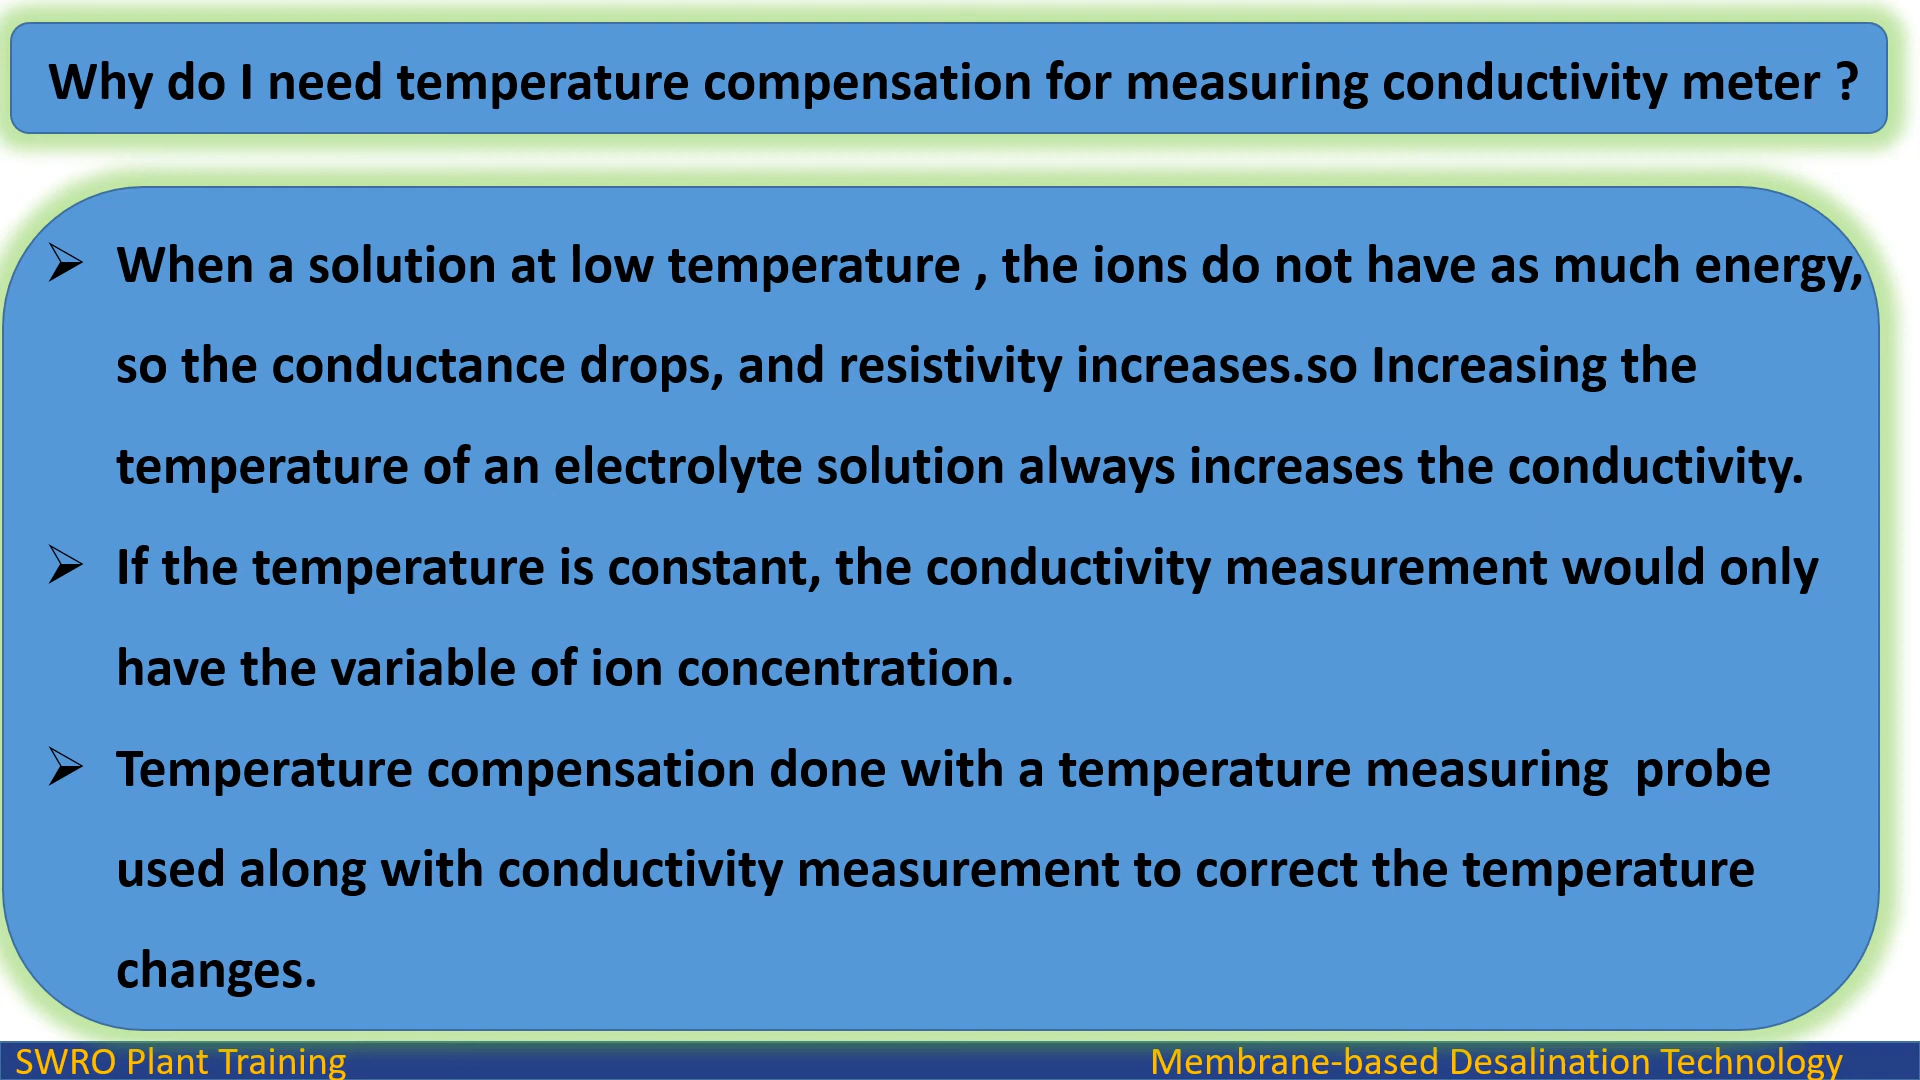 Why do I need temperature compensation for measuring conductivity meter ?
➢ When a solution at low temperature , the ions do not have as much energy,
so the conductance drops, and resistivity increases.so Increasing the
temperature of an electrolyte solution always increases the conductivity.
➢ If the temperature is constant, the conductivity measurement would only
have the variable of ion concentration.
➢ Temperature compensation done with a temperature measuring  probe
used along with conductivity measurement to correct the temperature
changes.
SWRO Plant Training
Membrane-based Desalination Technology